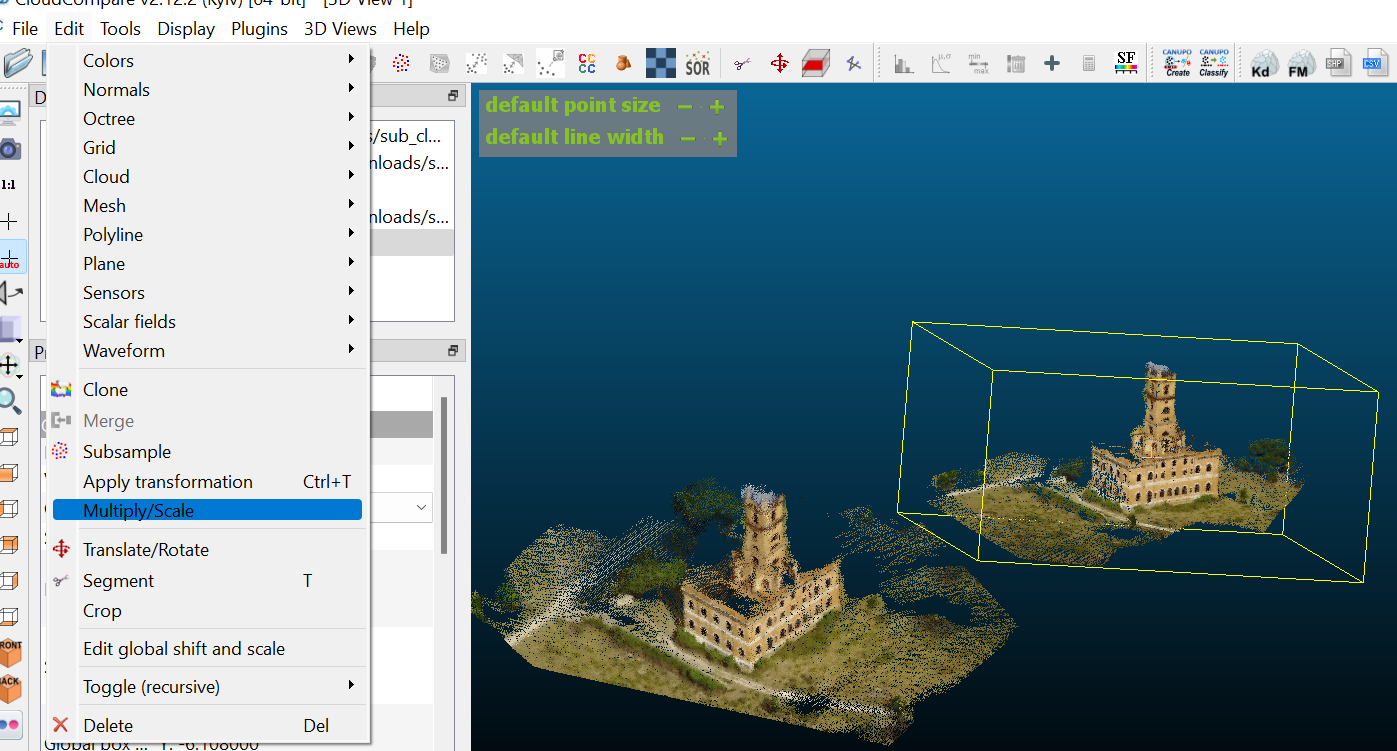 CloudCompare v2.12.2 (Kyiv) [64-bit] - [3D View 1]
File Edit Tools Display Plugins 3D Views Help
SOR
min
max
SF
CANUPO
Create
CANUPO
Classify
Kd
FM
SHP
CSV
Colors
Normals
Octree
Grid
Cloud
Mesh
Polyline
Plane
Sensors
Scalar fields
Waveform
Clone
Merge
Subsample
Apply transformation Ctrl+T
Multiply/Scale
Translate/Rotate
Segment T
Crop
Edit global shift and scale
Toggle (recursive)
Delete Del
1:1
auto
FRONT
BACK
s/sub_cl...
nloads/s...
nloads/s...
Global box ... Y: -6.108000
default point size − +
default line width − +